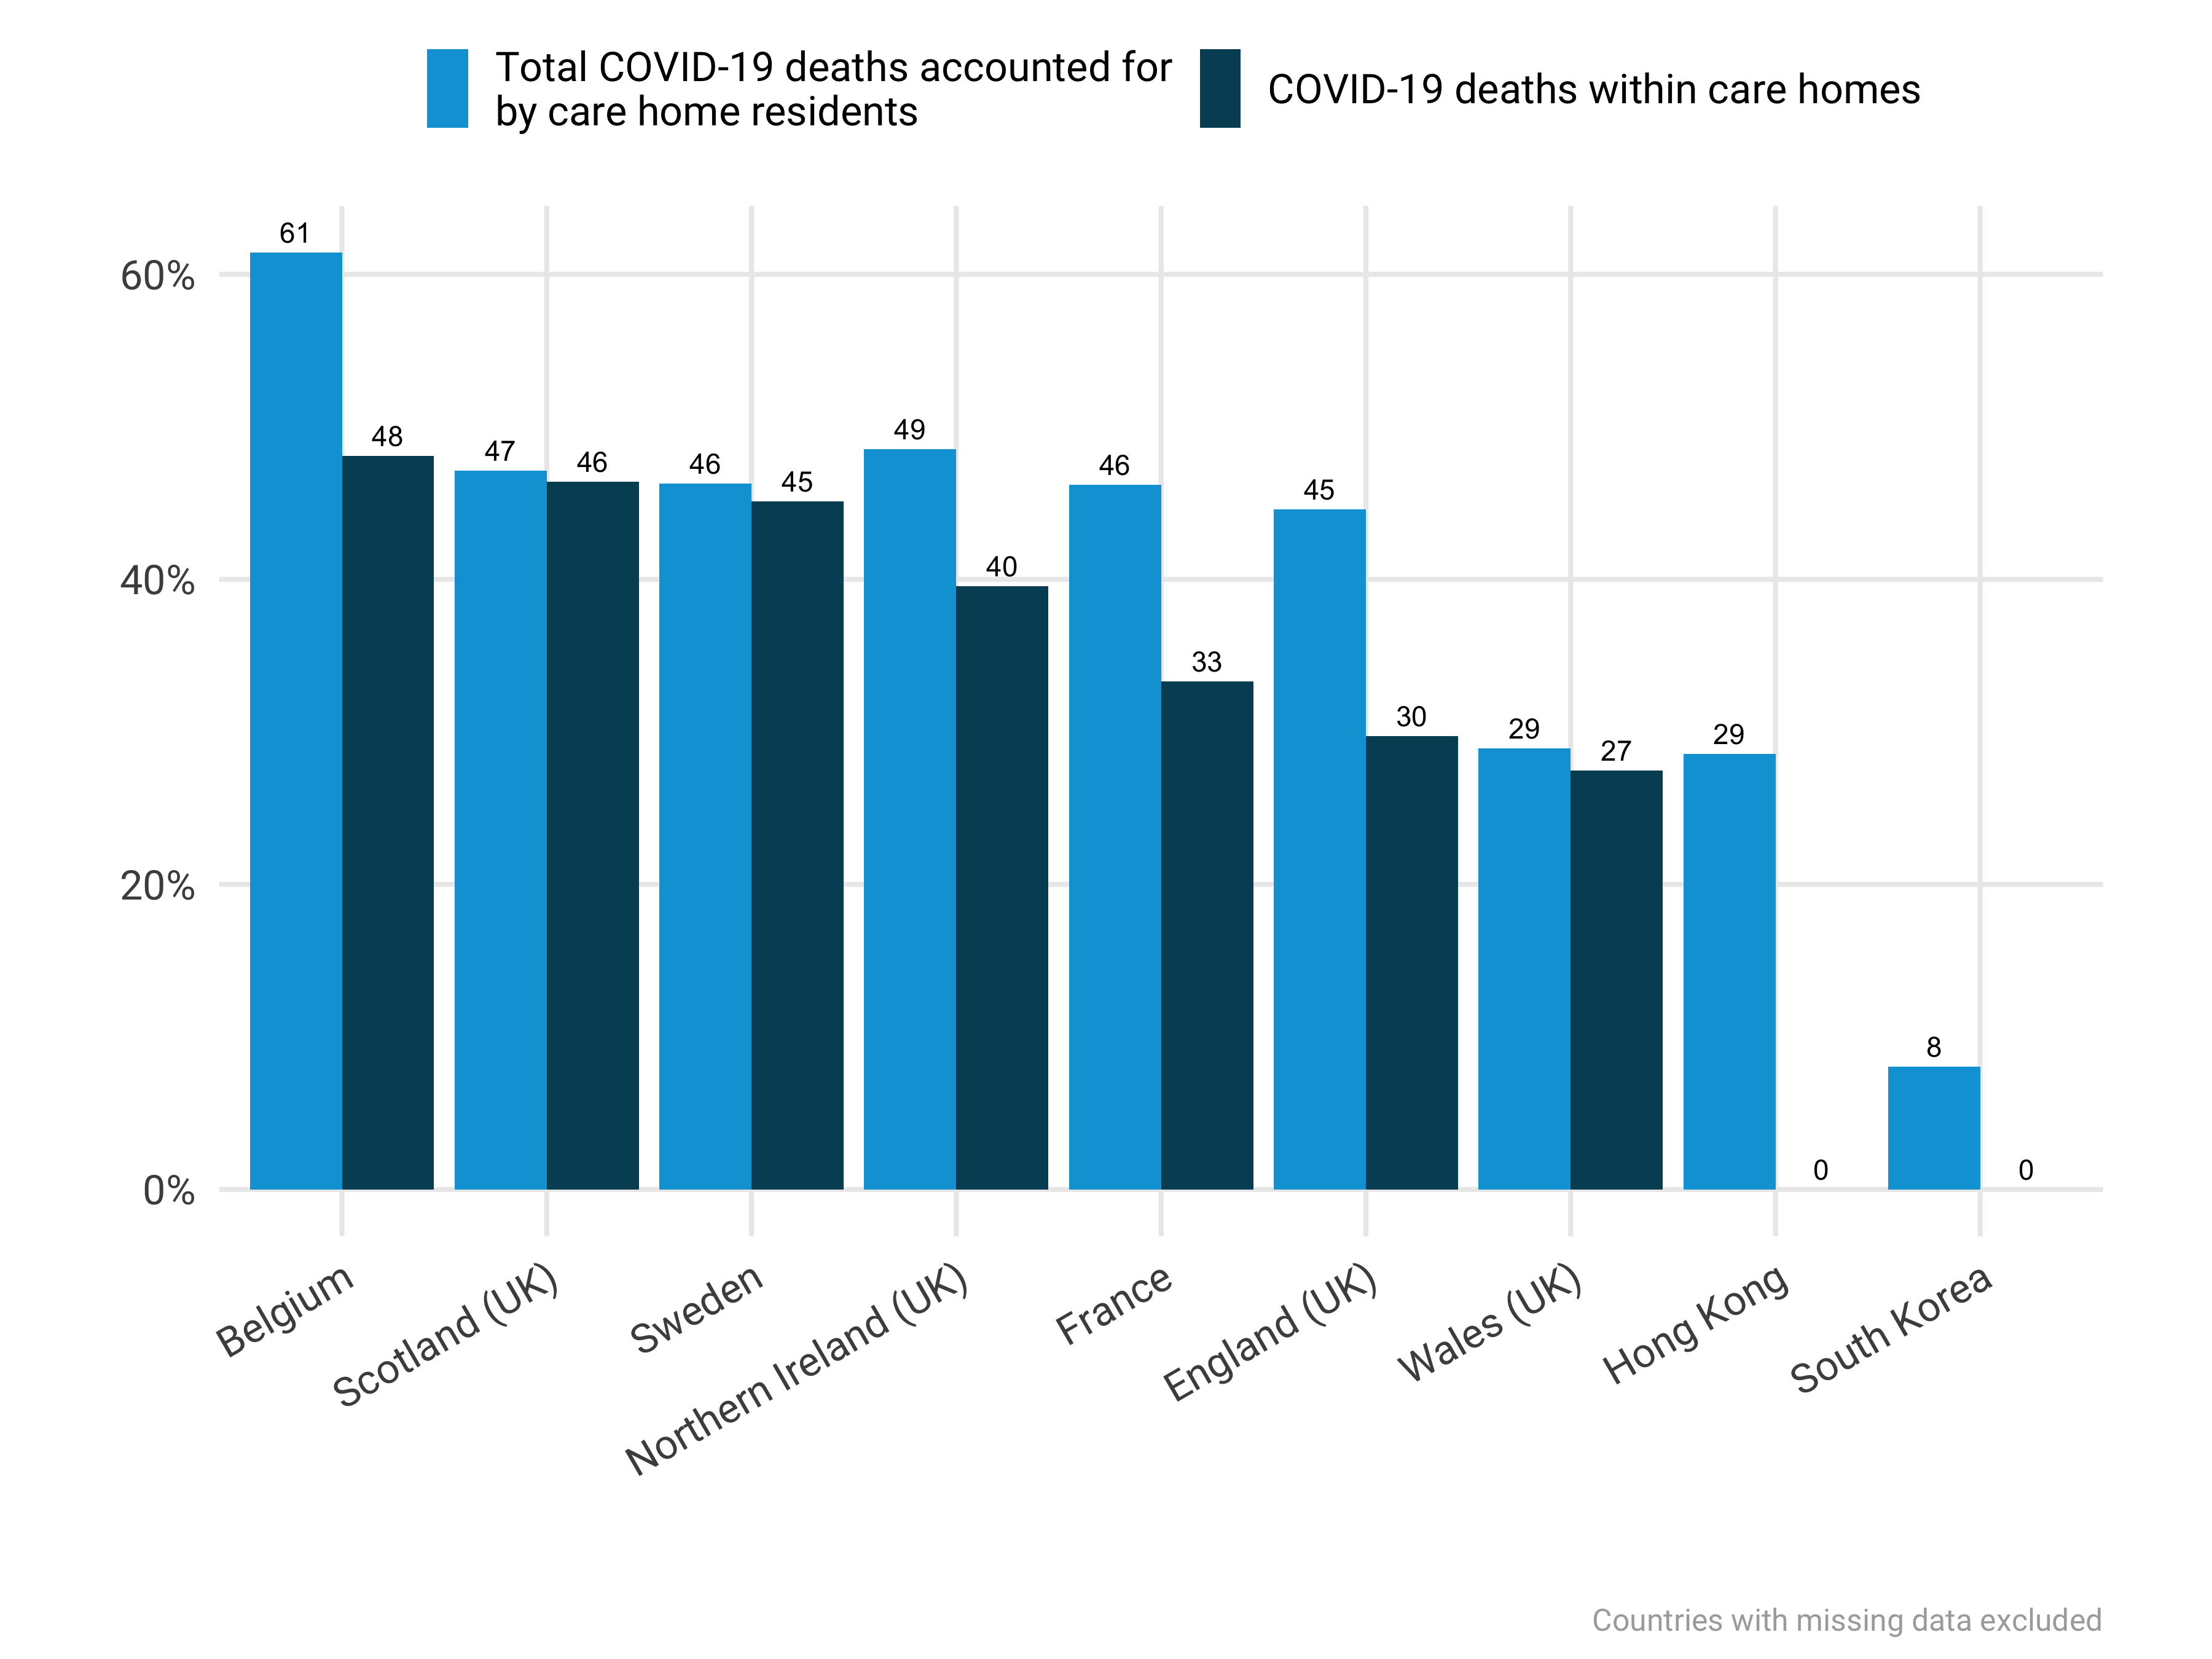 Total COVID-19 deaths accounted for
by care home residents
COVID-19 deaths within care homes
60%
40%
20%
0%
61
48
47
46
46
45
49
40
46
33
45
30
29
27
29
0
8
0
Belgium
Scotland (UK)
Sweden
Northern Ireland (UK)
France
England (UK)
Wales (UK)
Hong Kong
South Korea
Countries with missing data excluded